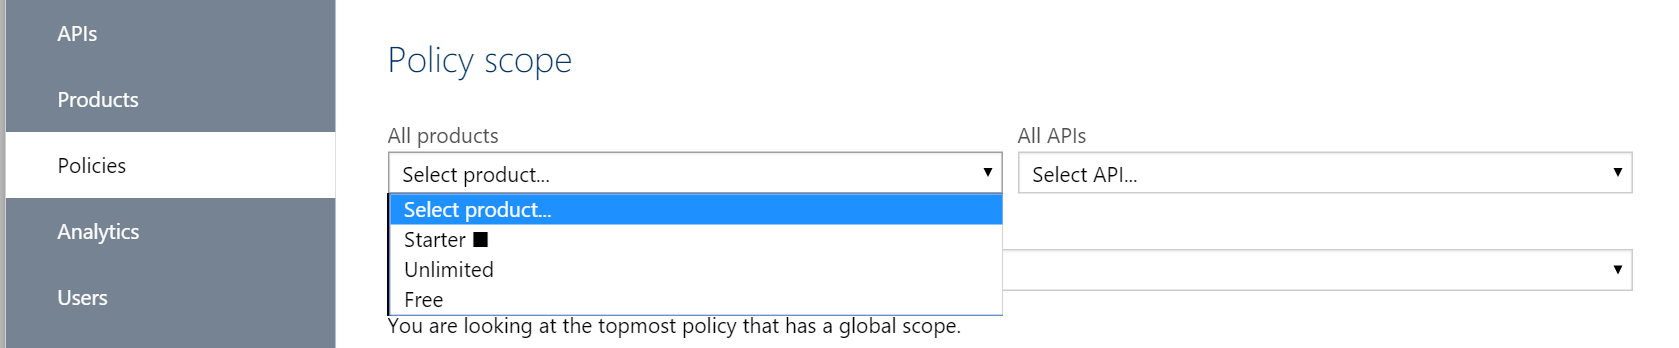 APIs
Products
Policies
Analytics
Users
Policy scope
All products
Select product...
Select product...
Starter ■
Unlimited
Free
All APIs
Select API...
You are looking at the topmost policy that has a global scope.